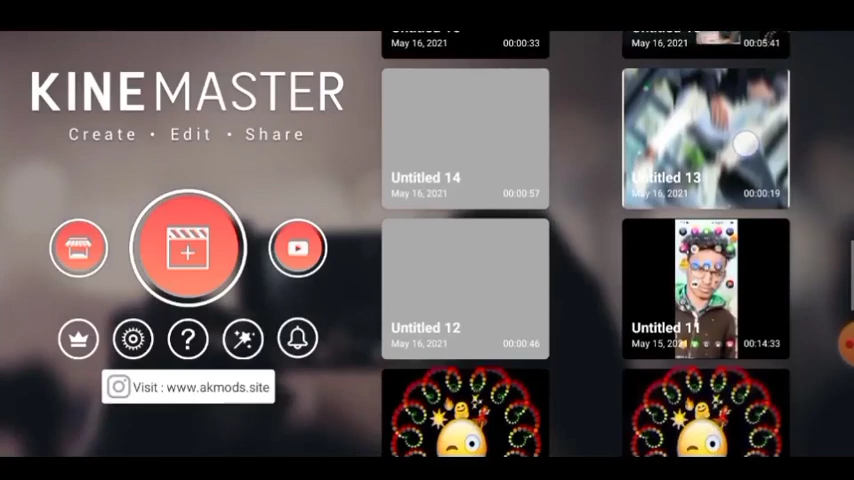 KINEMASTER
Create • Edit • Share
Visit : www.akmods.site
May 16, 2021 00:00:33
May 16, 2021 00:05:41
Untitled 14
May 16, 2021 00:00:57
Untitled 13
May 16, 2021 00:00:19
Untitled 12
May 16, 2021 00:00:46
Untitled 11
May 15, 2021 00:14:33